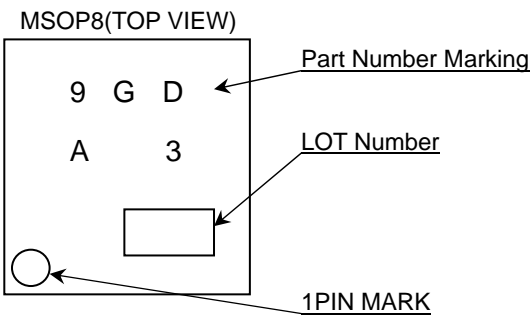 MSOP8(TOP VIEW)
Part Number Marking
9 G D
A 3
LOT Number
1PIN MARK